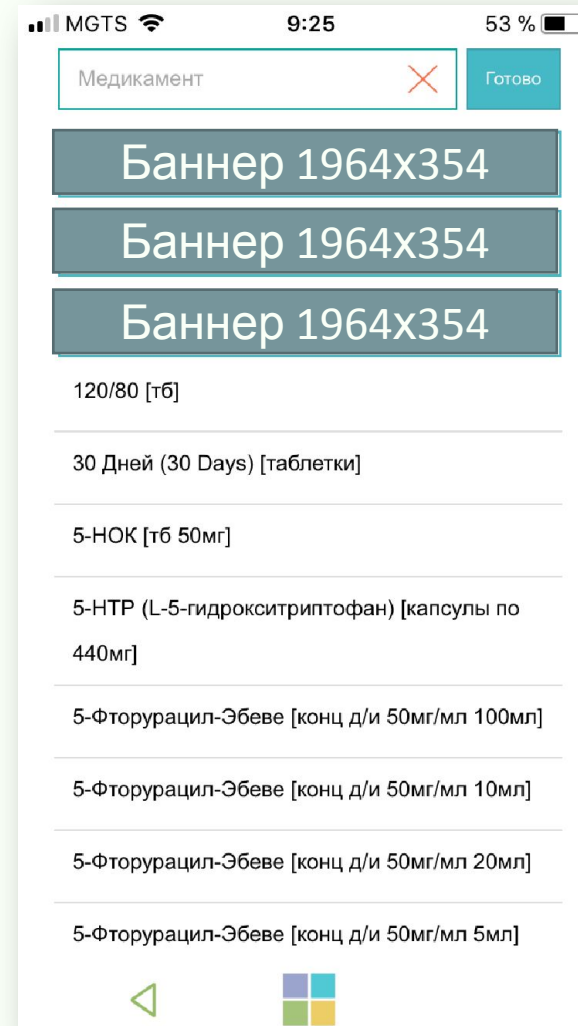 MGTS 9:25 53 %
Медикамент Готово
Баннер 1964x354
Баннер 1964x354
Баннер 1964x354
120/80 [тб]
30 Дней (30 Days) [таблетки]
5-НОК [тб 50мг]
5-НТР (L-5-гидрокситриптофан) [капсулы по
440мг]
5-Фторурацил-Эбеве [конц д/и 50мг/мл 100мл]
5-Фторурацил-Эбеве [конц д/и 50мг/мл 10мл]
5-Фторурацил-Эбеве [конц д/и 50мг/мл 20мл]
5-Фторурацил-Эбеве [конц д/и 50мг/мл 5мл]